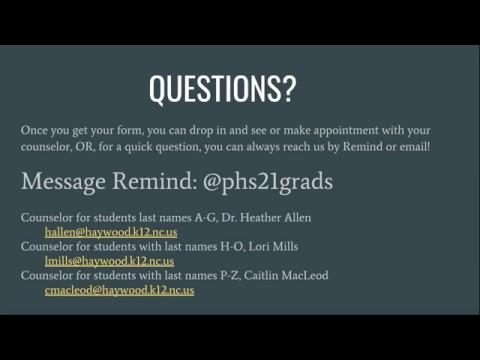 QUESTIONS?
Once you get your form, you can drop in and see or make appointment with your
counselor, OR, for a quick question, you can always reach us by Remind or email!
Message Remind: @phs21grads
Counselor for students last names A-G, Dr. Heather Allen
hallen@haywood.k12.nc.us
Counselor for students with last names H-O, Lori Mills
lmills@haywood.k12.nc.us
Counselor for students with last names P-Z, Caitlin MacLeod
cmacleod@haywood.k12.nc.us